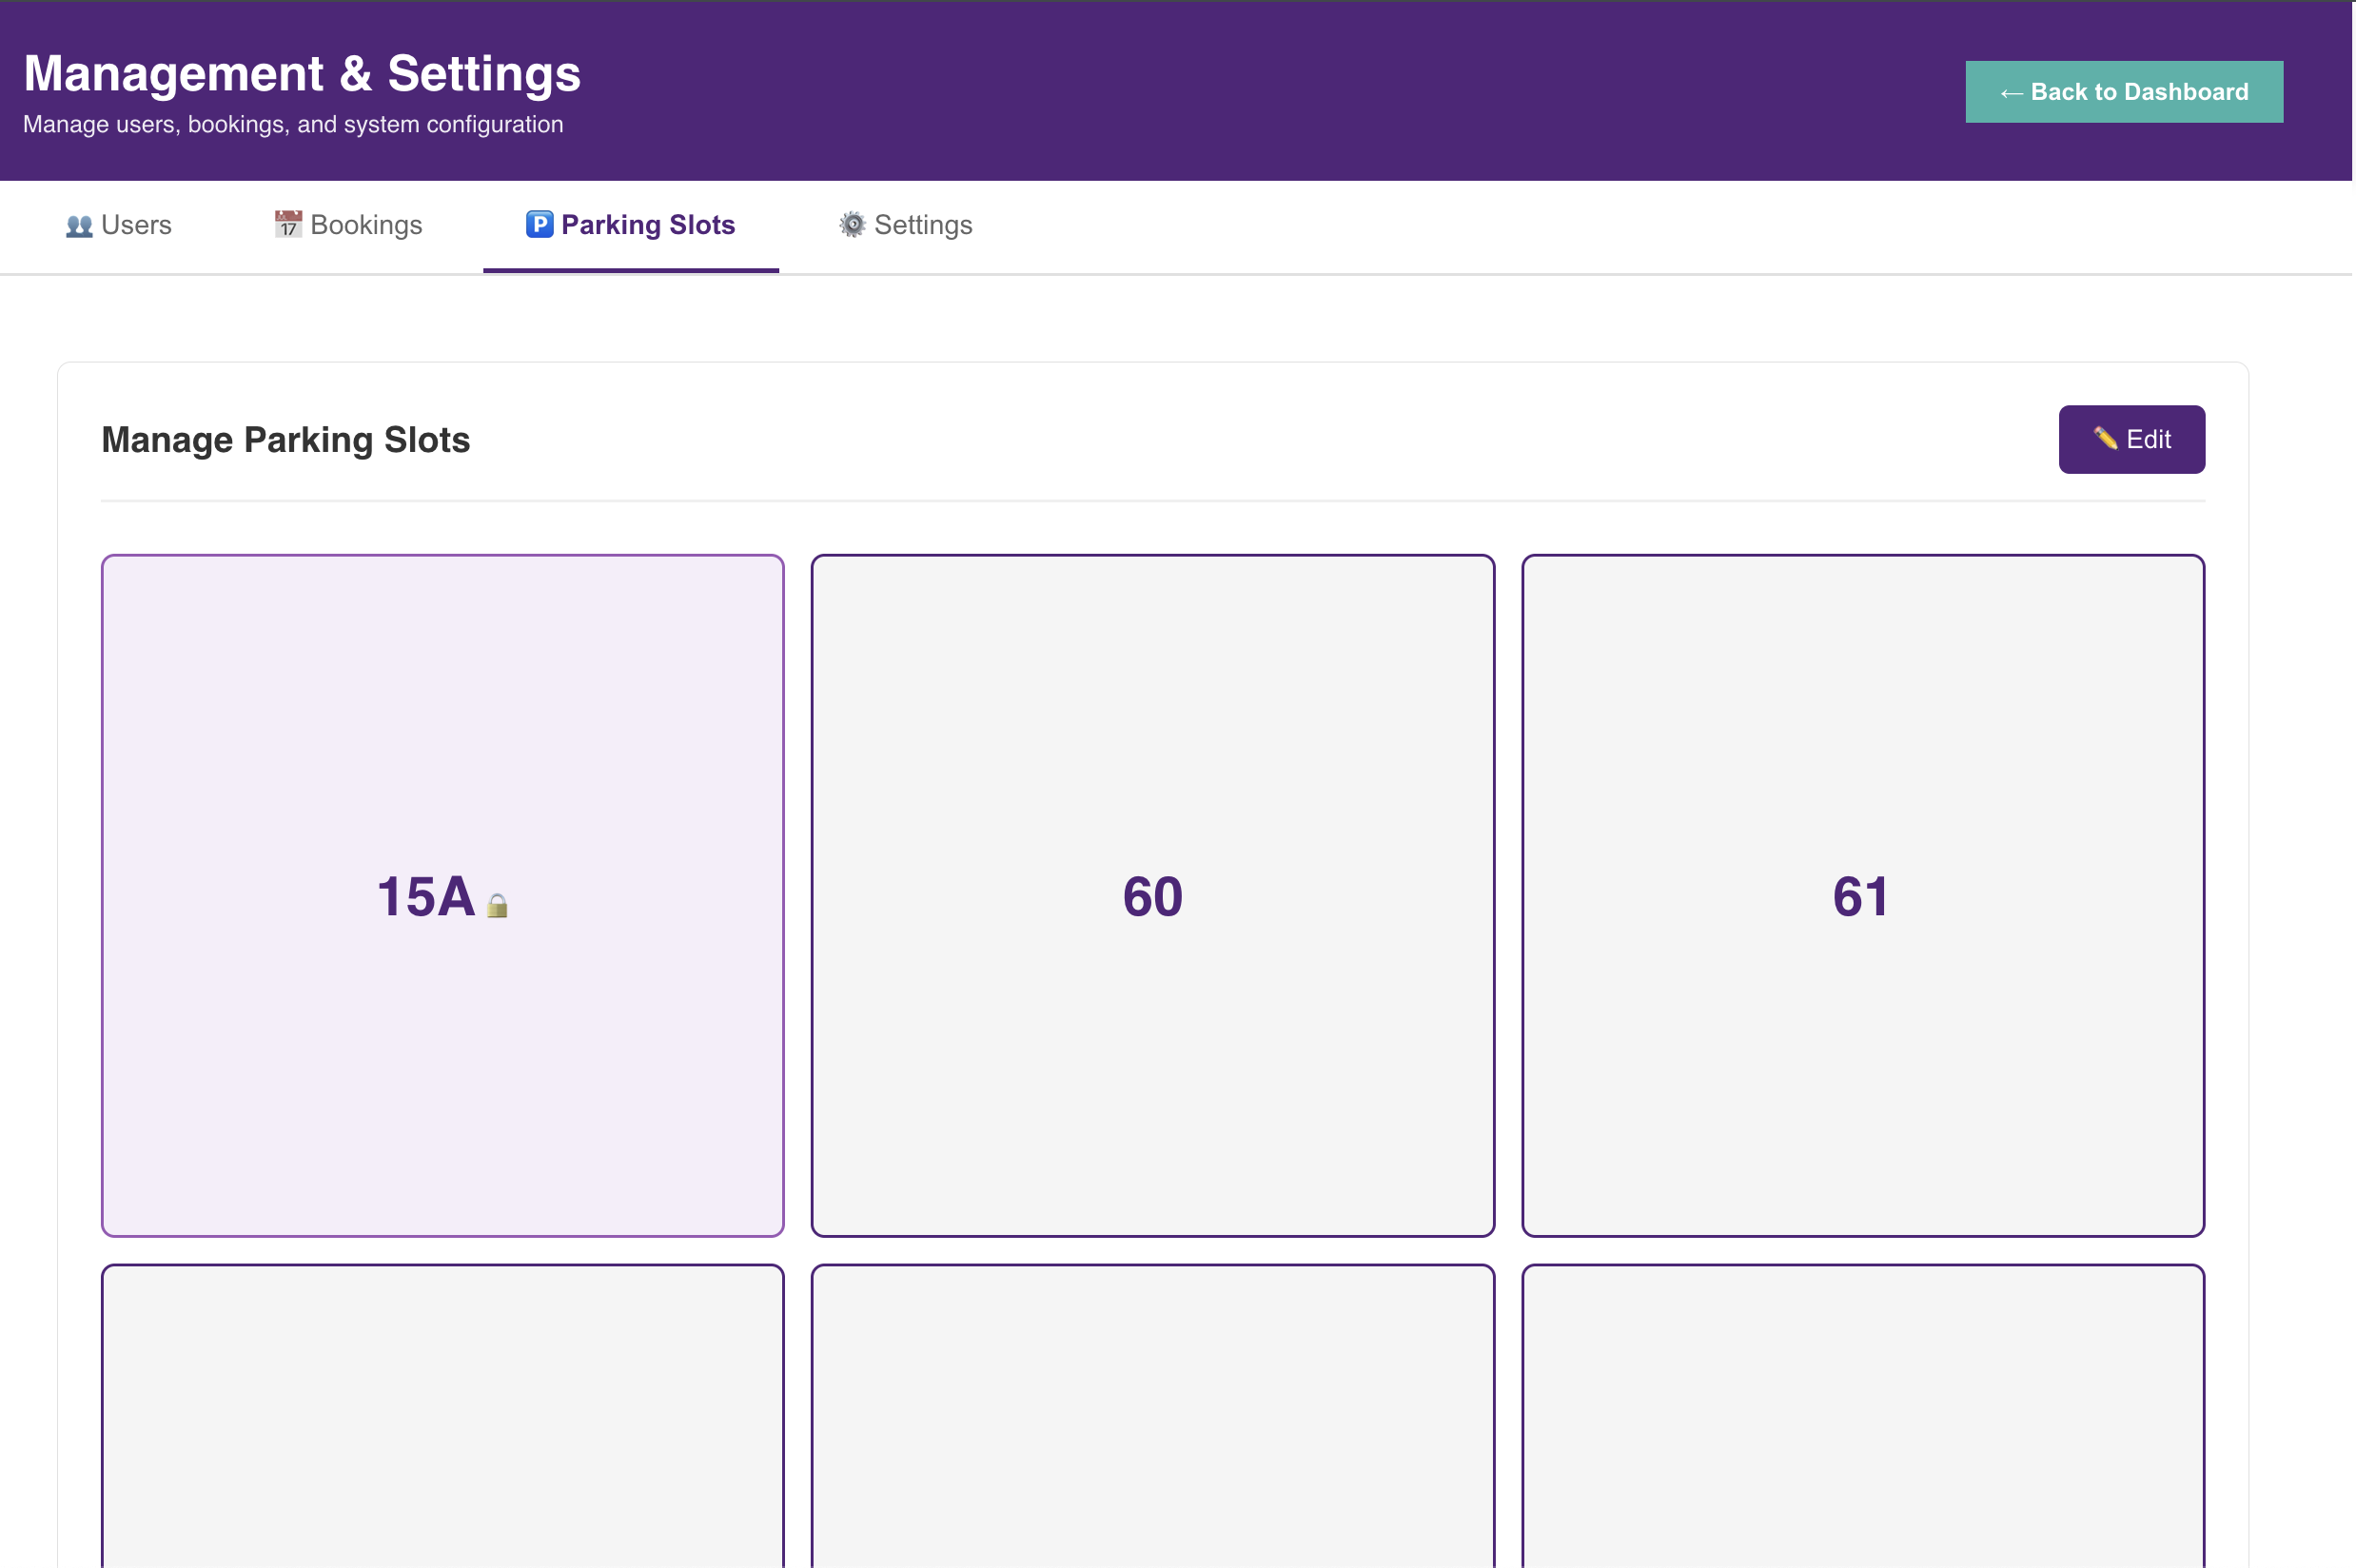 Management & Settings
Manage users, bookings, and system configuration
← Back to Dashboard
👥 Users
📅 Bookings
🅿️ Parking Slots
⚙️ Settings
Manage Parking Slots
✏️ Edit
15A 🔒
60
61